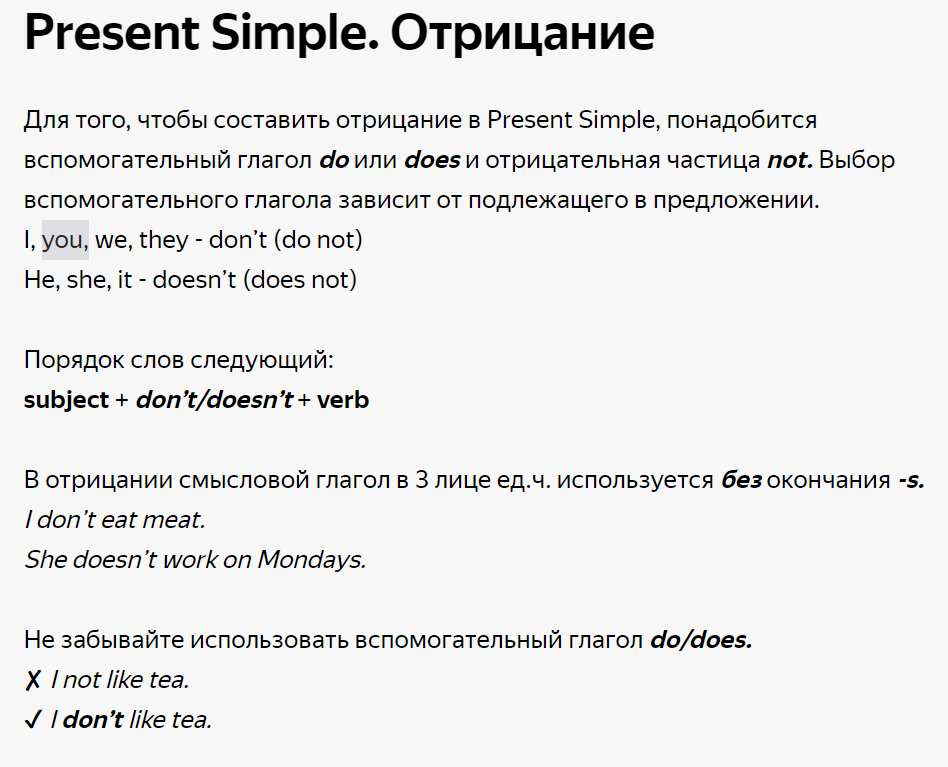 Present Simple. Отрицание
Для того, чтобы составить отрицание в Present Simple, понадобится
вспомогательный глагол do или does и отрицательная частица not. Выбор
вспомогательного глагола зависит от подлежащего в предложении.
I, you, we, they - don’t (do not)
He, she, it - doesn’t (does not)
Порядок слов следующий:
subject + don’t/doesn’t + verb
В отрицании смысловой глагол в 3 лице ед.ч. используется без окончания -s.
I don’t eat meat.
She doesn’t work on Mondays.
Не забывайте использовать вспомогательный глагол do/does.
✗ I not like tea.
✓ I don’t like tea.